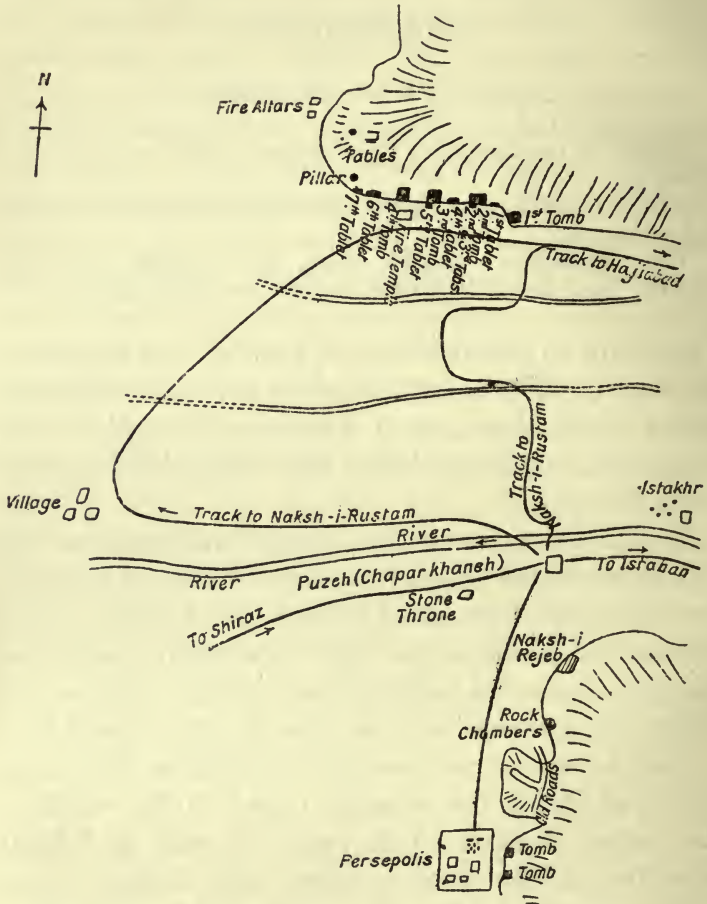 N
Fire Altars
Tables
Pillar
1st. Tomb
7th Tablet
6th Tablet
4th Tomb
Fire Temp.
5th Tablet
3rd Tomb
3rd Tablet
4th & 3rd Tabs.
2nd Tomb
2nd Tablet
1st Tablet
Track to Hajiabad
Track to
Naksh-i-Rustam
Village
Track to Naksh-i-Rustam
Istakhr
River
River
Puzeh (Chapar khaneh)
To Istaban
Stone
Throne
To Shiraz
Naksh-i
Rejeb
Rock
Chambers
Old Roads
Persepolis
Tomb
Tomb